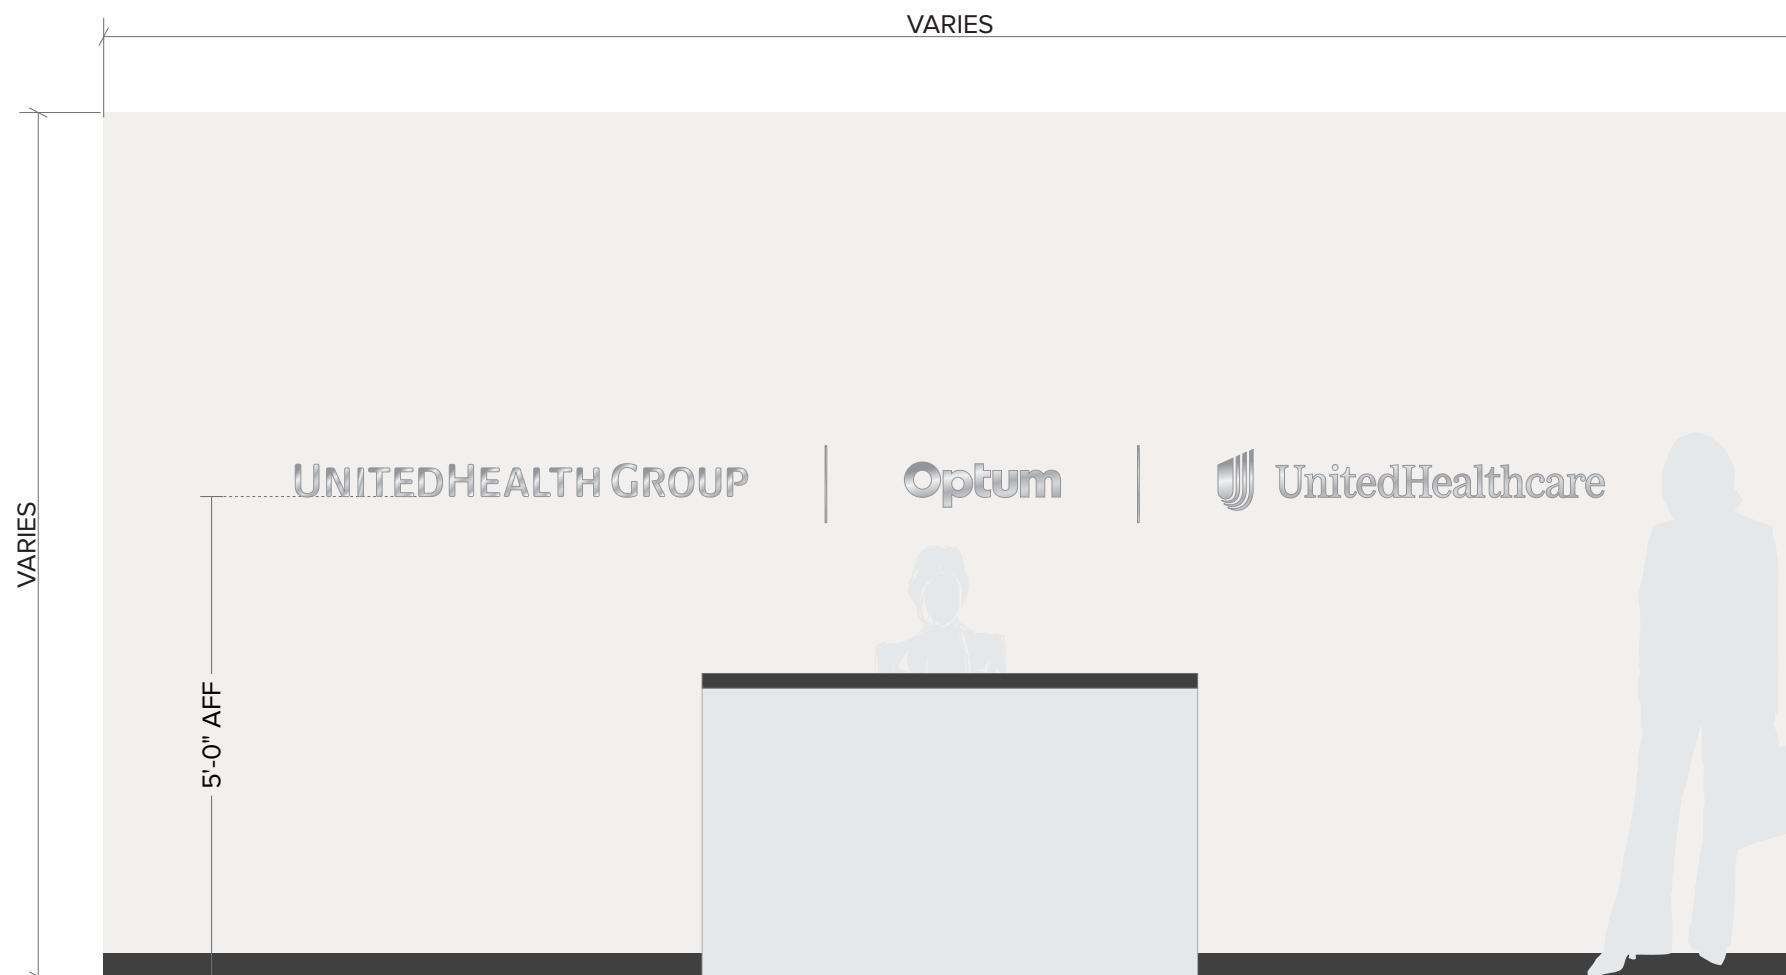 VARIES
UNITEDHEALTH GROUP | Optum | UnitedHealthcare
VARIES
5'-0" AFF